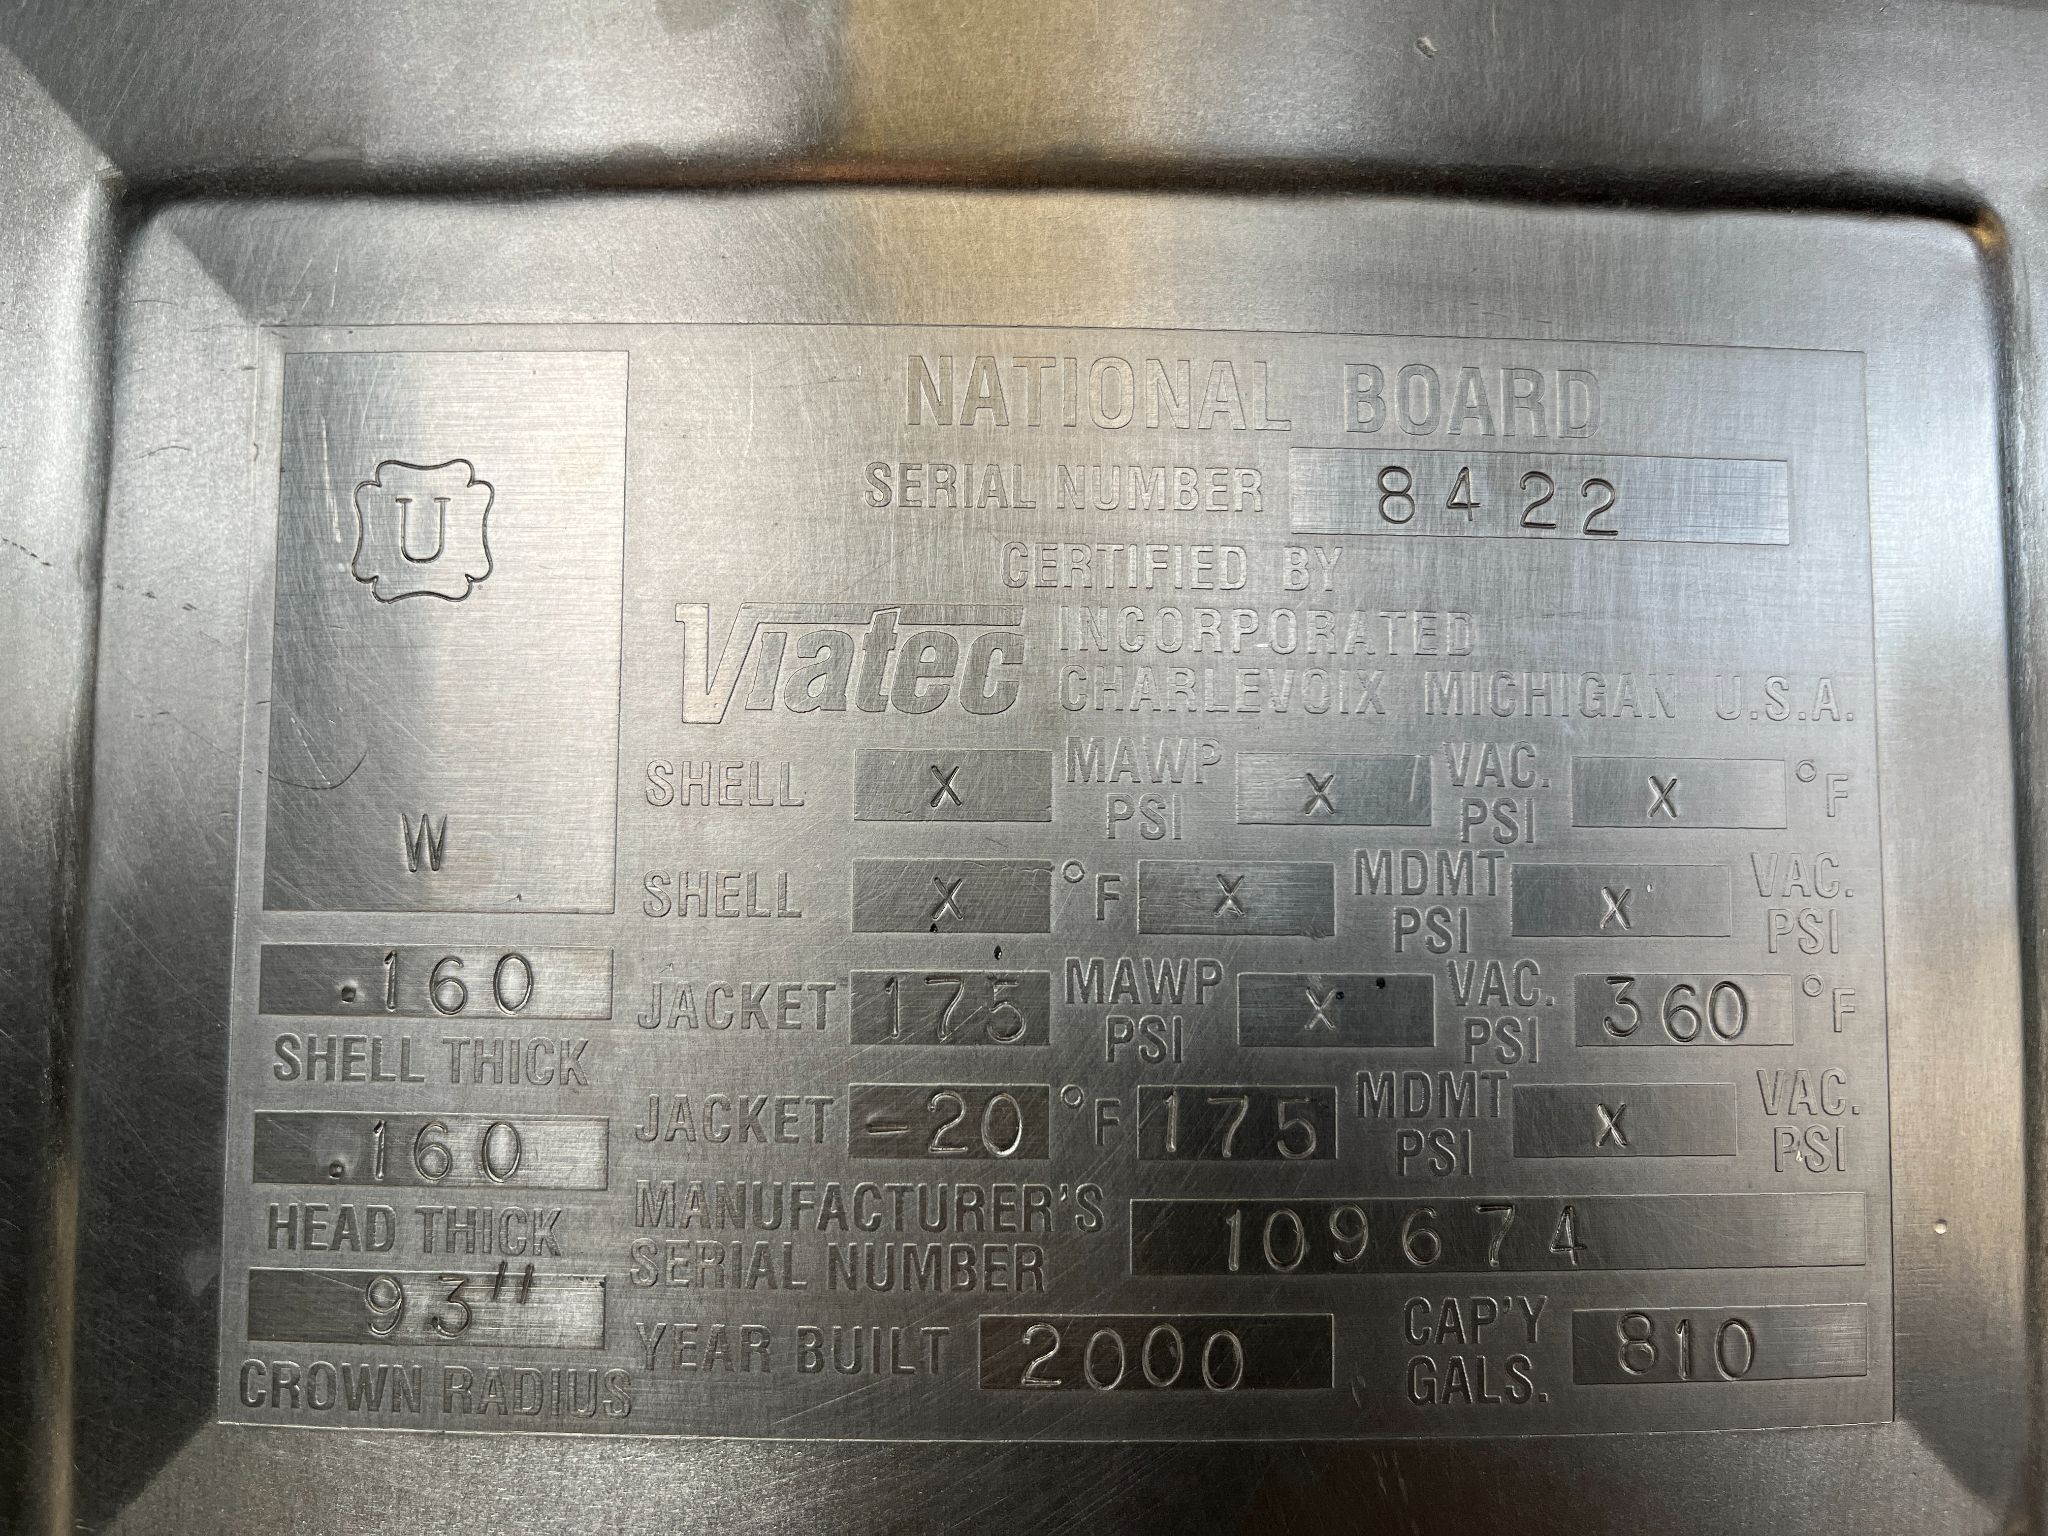 NATIONAL BOARD
SERIAL NUMBER 8422
CERTIFIED BY
Viatec INCORPORATED
CHARLEVOIX MICHIGAN U.S.A.
U
W
.160
SHELL THICK
.160
HEAD THICK
93"
CROWN RADIUS
SHELL X MAWP PSI X VAC. PSI X °F
SHELL X °F X MDMT PSI X VAC. PSI
JACKET 175 MAWP PSI X VAC. PSI 360 °F
JACKET -20 °F 175 MDMT PSI X VAC. PSI
MANUFACTURER'S
SERIAL NUMBER 109674
YEAR BUILT 2000 CAP'Y GALS. 810